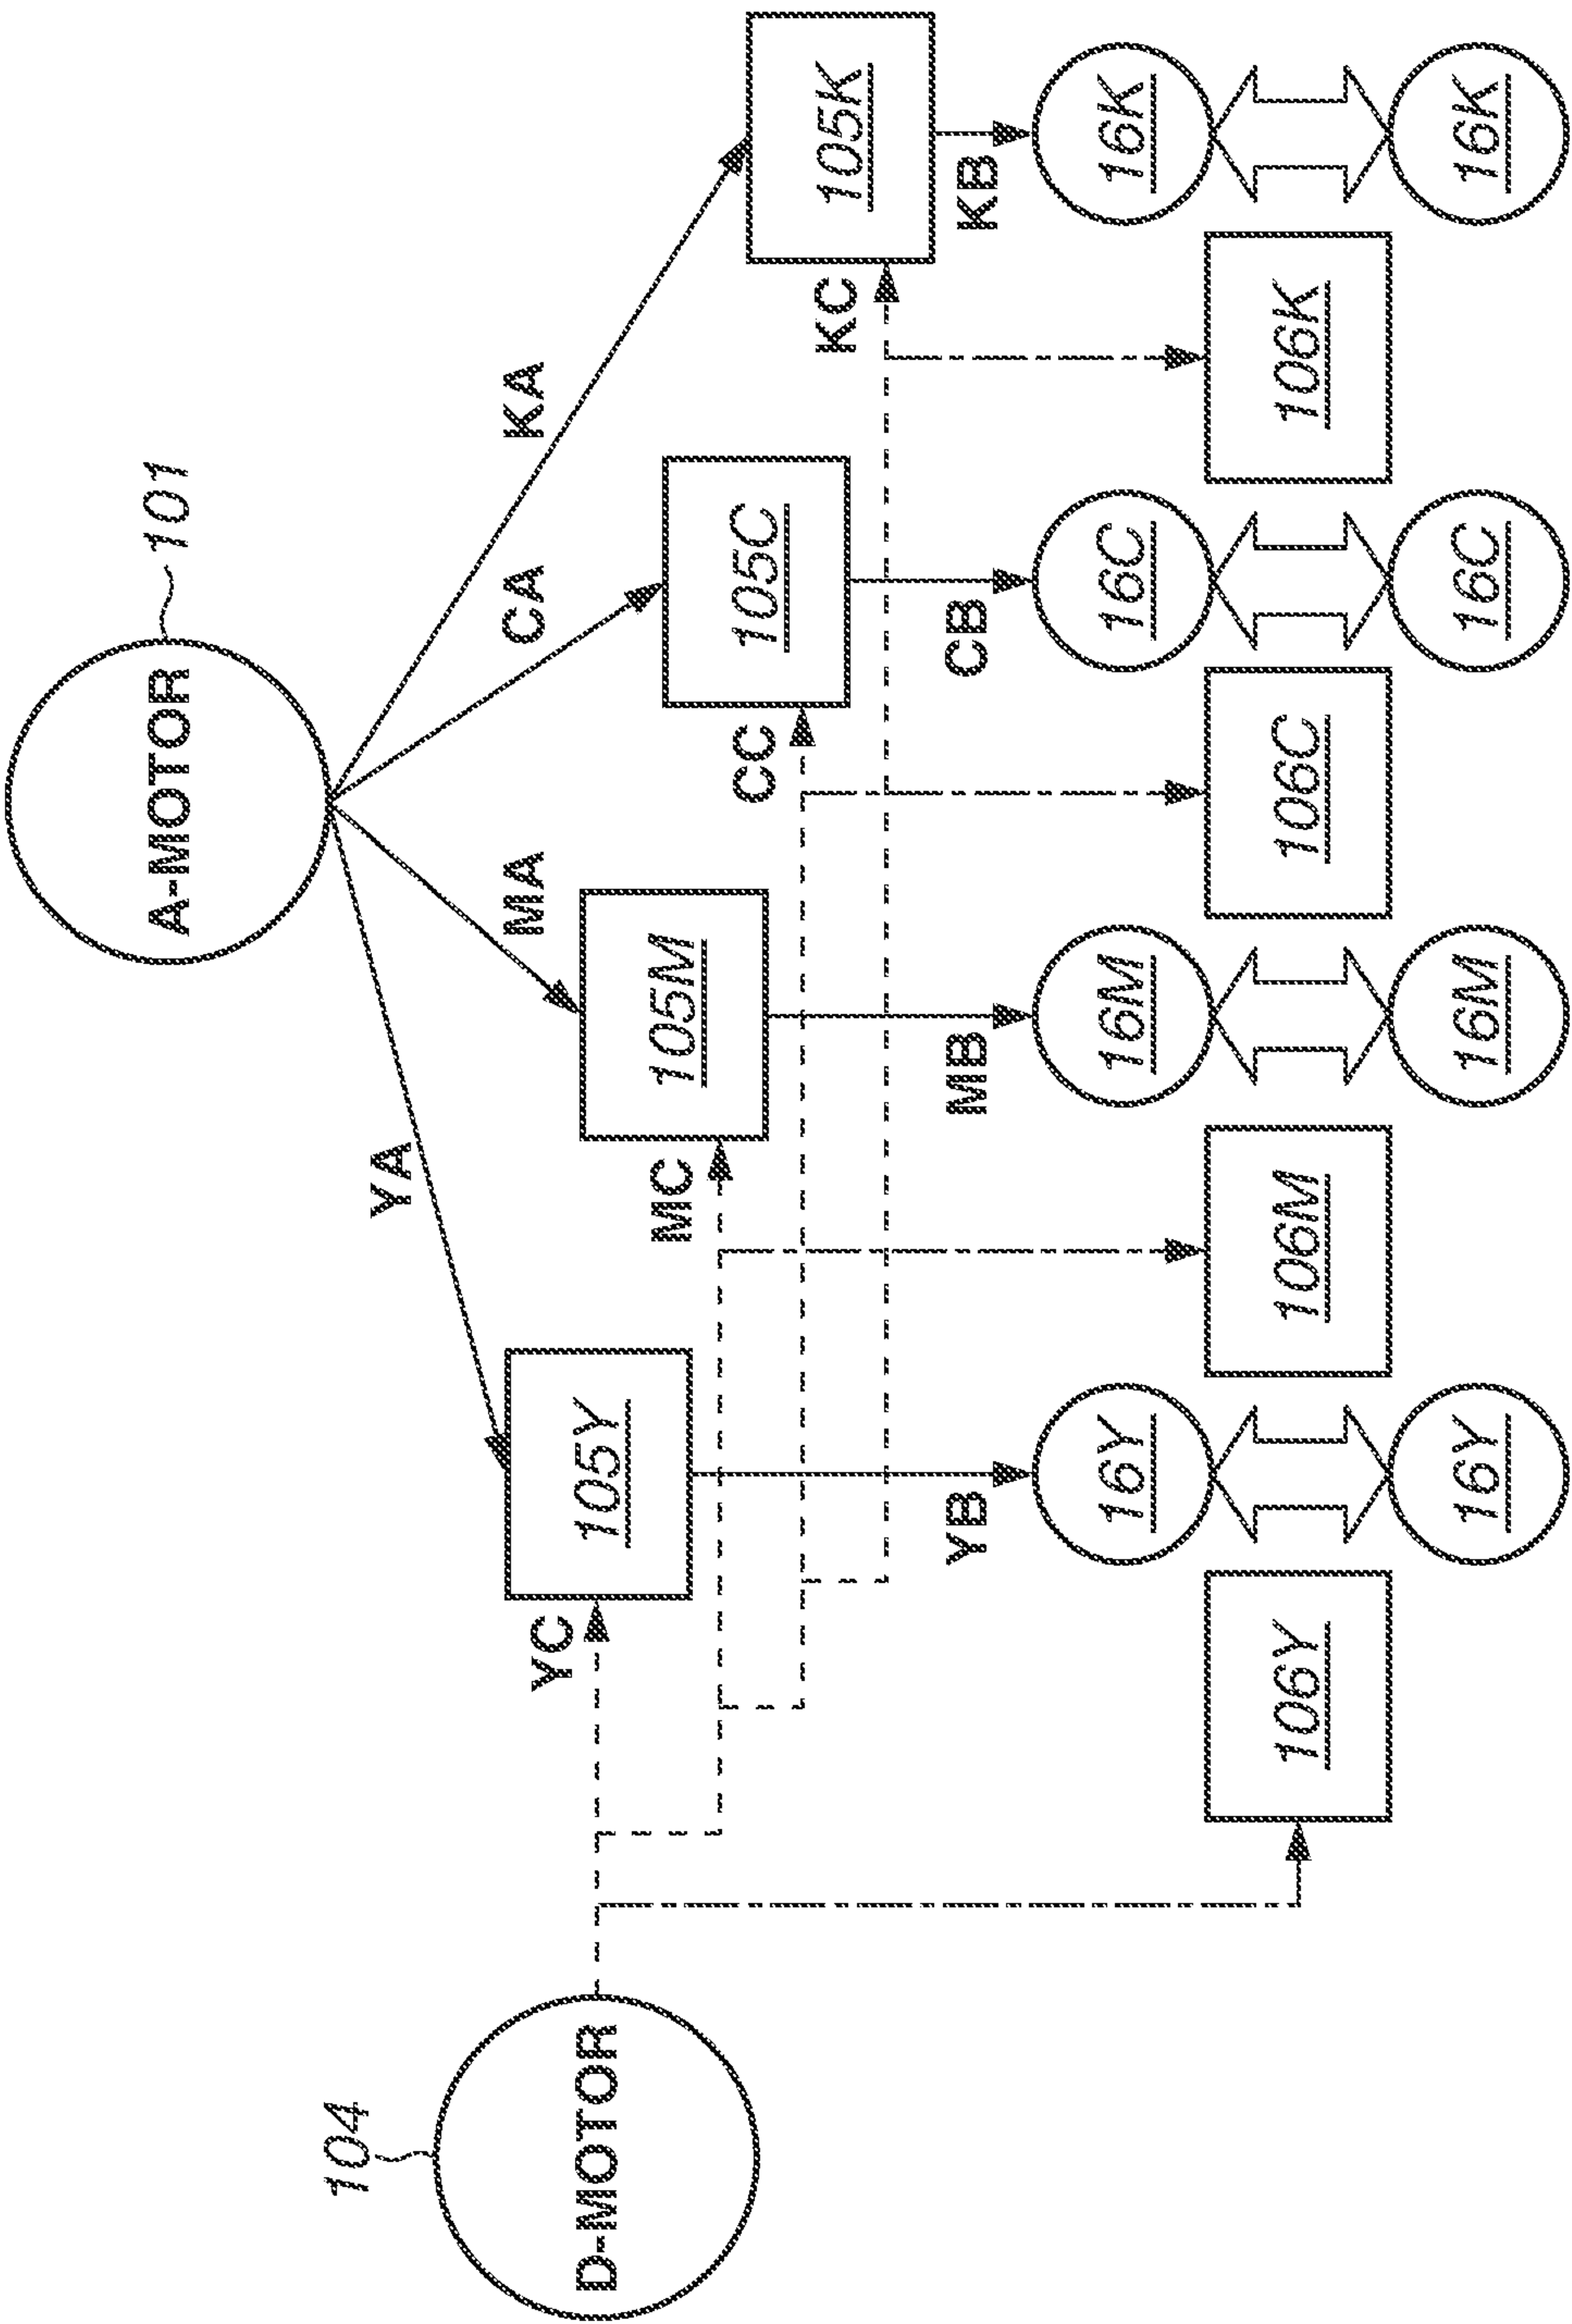 101
A-MOTOR
104
D-MOTOR
YA
MA
CA
KA
YC
105Y
MC
105M
CC
105C
KC
105K
YB
MB
CB
KB
16Y
16M
16C
16K
106Y
106M
106C
106K
16Y
16M
16C
16K